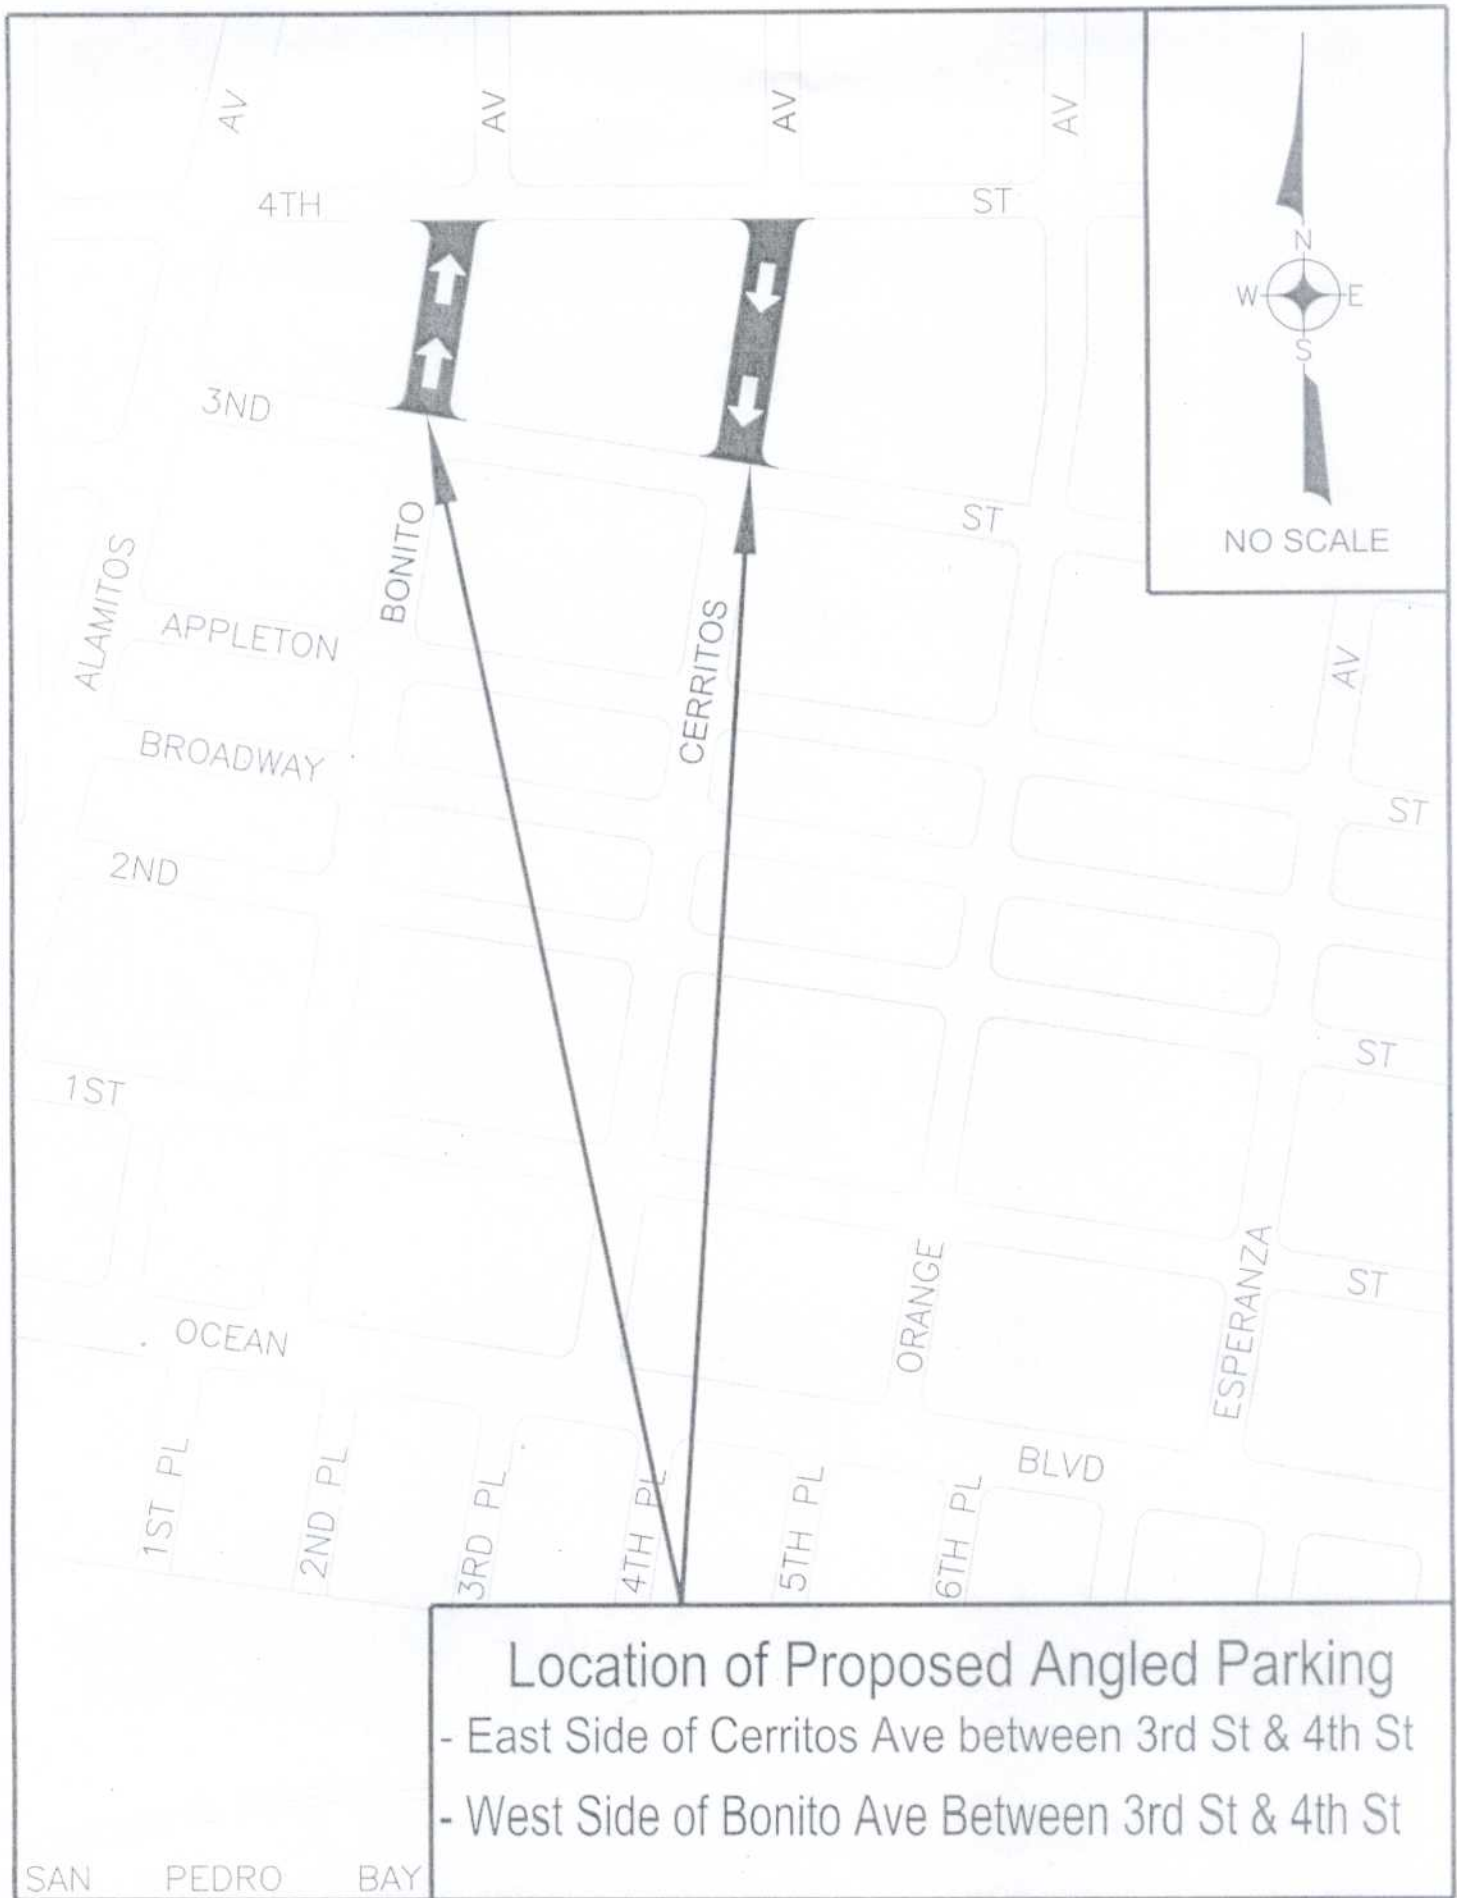 AV
AV
AV
AV
4TH
ST
N
W
E
S
NO SCALE
3ND
ST
BONITO
ALAMITOS
APPLETON
CERRITOS
AV
BROADWAY
ST
2ND
ST
1ST
ORANGE
ESPERANZA
ST
OCEAN
BLVD
1ST PL
2ND PL
3RD PL
4TH PL
5TH PL
6TH PL
Location of Proposed Angled Parking
- East Side of Cerritos Ave between 3rd St & 4th St
- West Side of Bonito Ave Between 3rd St & 4th St
SAN PEDRO BAY